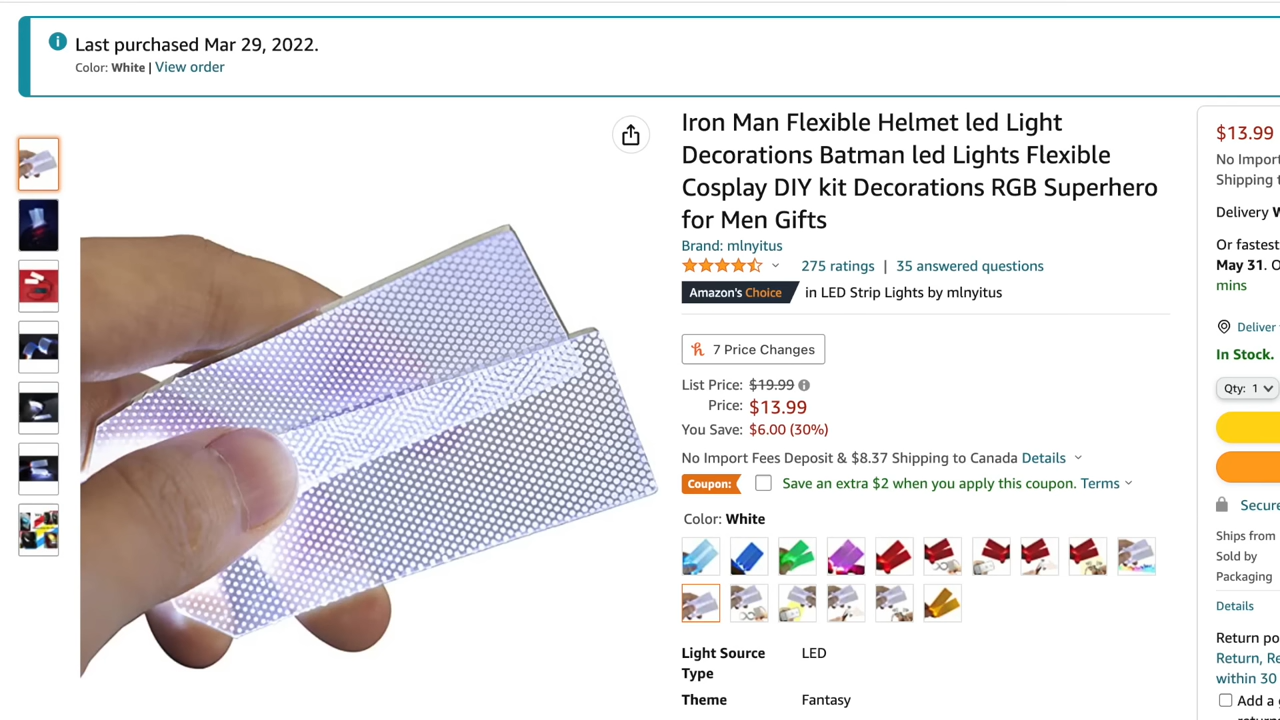 Last purchased Mar 29, 2022.
Color: White | View order
Iron Man Flexible Helmet led Light
Decorations Batman led Lights Flexible
Cosplay DIY kit Decorations RGB Superhero
for Men Gifts
Brand: mlnyitus
275 ratings | 35 answered questions
Amazon's Choice in LED Strip Lights by mlnyitus
7 Price Changes
List Price: $19.99
Price: $13.99
You Save: $6.00 (30%)
No Import Fees Deposit & $8.37 Shipping to Canada Details
Coupon: Save an extra $2 when you apply this coupon. Terms
Color: White
Light Source
Type
LED
Theme
Fantasy
$13.99
No Import
Shipping
Delivery
Or fastest
May 31.
mins
Deliver
In Stock.
Qty: 1
Secure
Ships from
Sold by
Packaging
Details
Return po
Return, Re
within 30
Add a